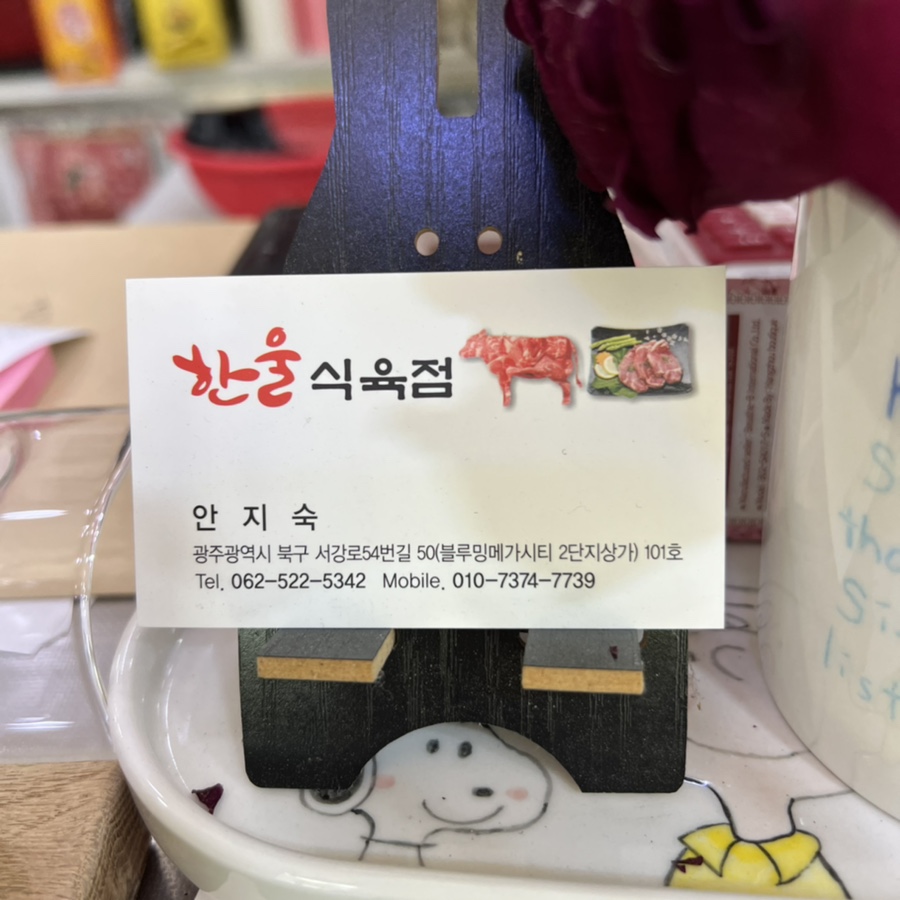 한울 식육점
안 지 숙
광주광역시 북구 서강로54번길 50(블루밍메가시티 2단지상가) 101호
Tel. 062-522-5342 Mobile. 010-7374-7739